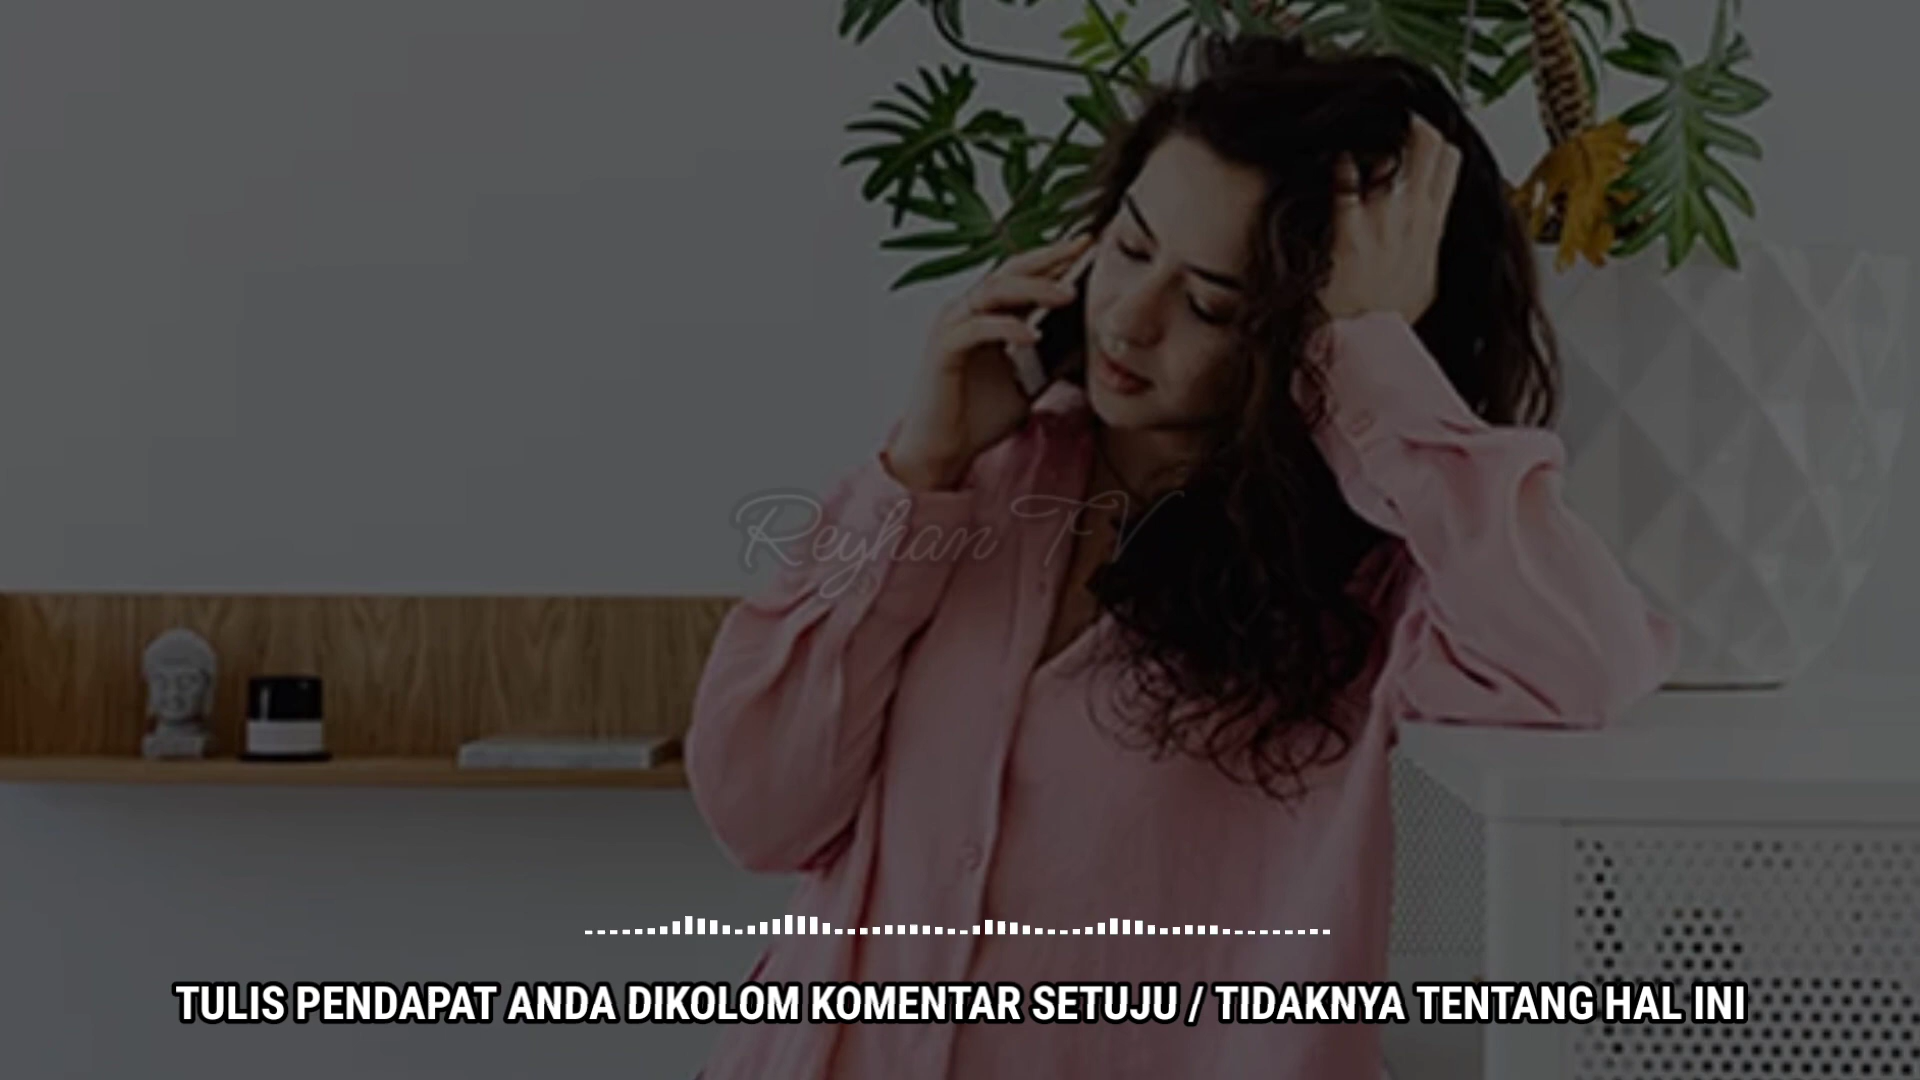 Reyhan TV
TULIS PENDAPAT ANDA DIKOLOM KOMENTAR SETUJU / TIDAKNYA TENTANG HAL INI